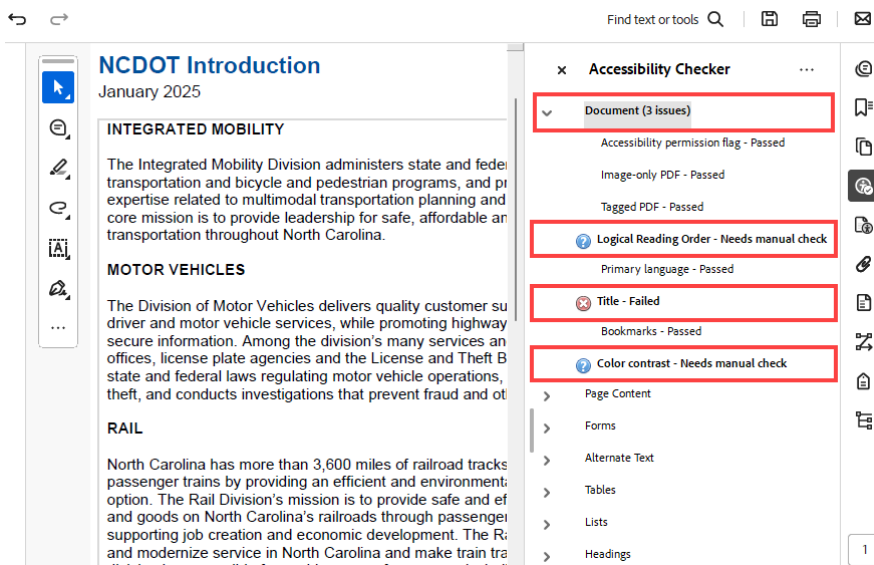 Find text or tools
NCDOT Introduction
January 2025
INTEGRATED MOBILITY
The Integrated Mobility Division administers state and feder
transportation and bicycle and pedestrian programs, and pr
expertise related to multimodal transportation planning and
core mission is to provide leadership for safe, affordable an
transportation throughout North Carolina.
MOTOR VEHICLES
The Division of Motor Vehicles delivers quality customer su
driver and motor vehicle services, while promoting highway
secure information. Among the division's many services an
offices, license plate agencies and the License and Theft B
state and federal laws regulating motor vehicle operations,
theft, and conducts investigations that prevent fraud and ot
RAIL
North Carolina has more than 3,600 miles of railroad tracks
passenger trains by providing an efficient and environmenta
option. The Rail Division's mission is to provide safe and ef
and goods on North Carolina's railroads through passenger
supporting job creation and economic development. The Ra
and modernize service in North Carolina and make train tra
Accessibility Checker
Document (3 issues)
Accessibility permission flag - Passed
Image-only PDF - Passed
Tagged PDF - Passed
Logical Reading Order - Needs manual check
Primary language - Passed
Title - Failed
Bookmarks - Passed
Color contrast - Needs manual check
Page Content
Forms
Alternate Text
Tables
Lists
Headings
1